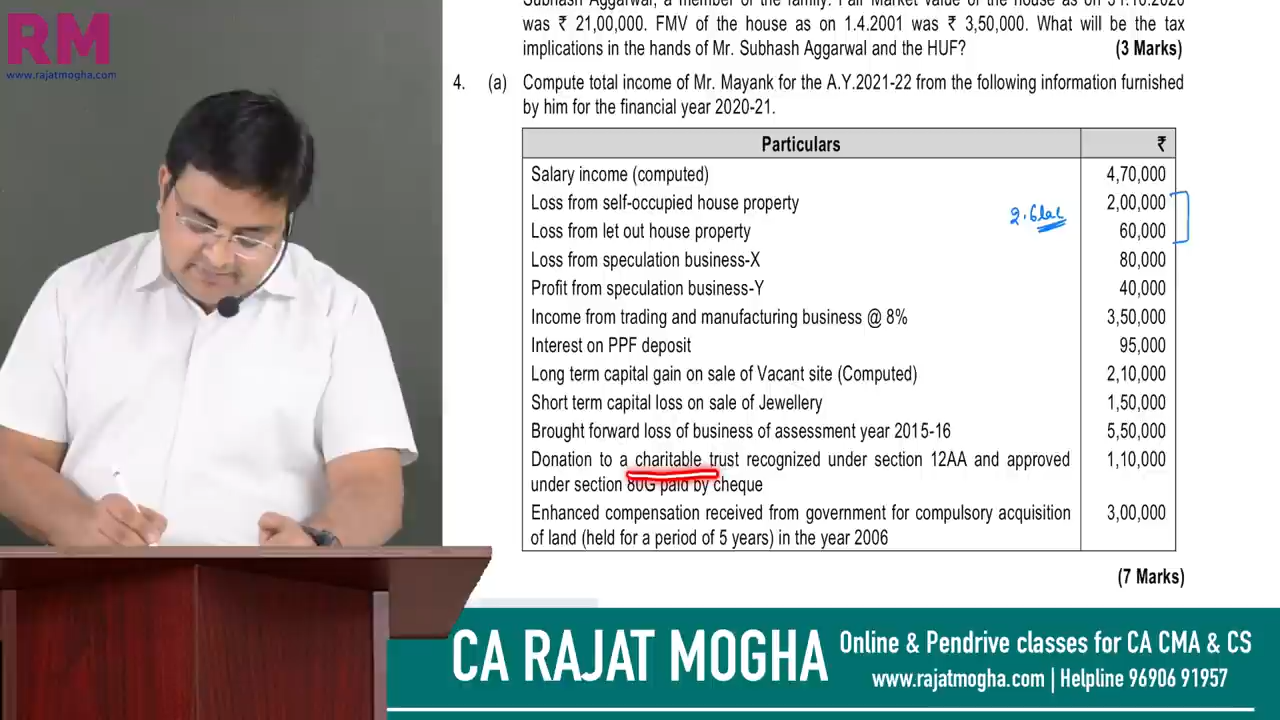 RM
www.rajatmogha.com
Subhash Aggarwal, a member of the family. Fair Market Value of the house as on 31.10.2020
was ₹ 21,00,000. FMV of the house as on 1.4.2001 was ₹ 3,50,000. What will be the tax
implications in the hands of Mr. Subhash Aggarwal and the HUF? (3 Marks)
4. (a) Compute total income of Mr. Mayank for the A.Y.2021-22 from the following information furnished
by him for the financial year 2020-21.
Particulars ₹
Salary income (computed) 4,70,000
Loss from self-occupied house property 2,00,000
2.6 lac
Loss from let out house property 60,000
Loss from speculation business-X 80,000
Profit from speculation business-Y 40,000
Income from trading and manufacturing business @ 8% 3,50,000
Interest on PPF deposit 95,000
Long term capital gain on sale of Vacant site (Computed) 2,10,000
Short term capital loss on sale of Jewellery 1,50,000
Brought forward loss of business of assessment year 2015-16 5,50,000
Donation to a charitable trust recognized under section 12AA and approved 1,10,000
under section 80G paid by cheque
Enhanced compensation received from government for compulsory acquisition 3,00,000
of land (held for a period of 5 years) in the year 2006
(7 Marks)
CA RAJAT MOGHA
Online & Pendrive classes for CA CMA & CS
www.rajatmogha.com | Helpline 96906 91957